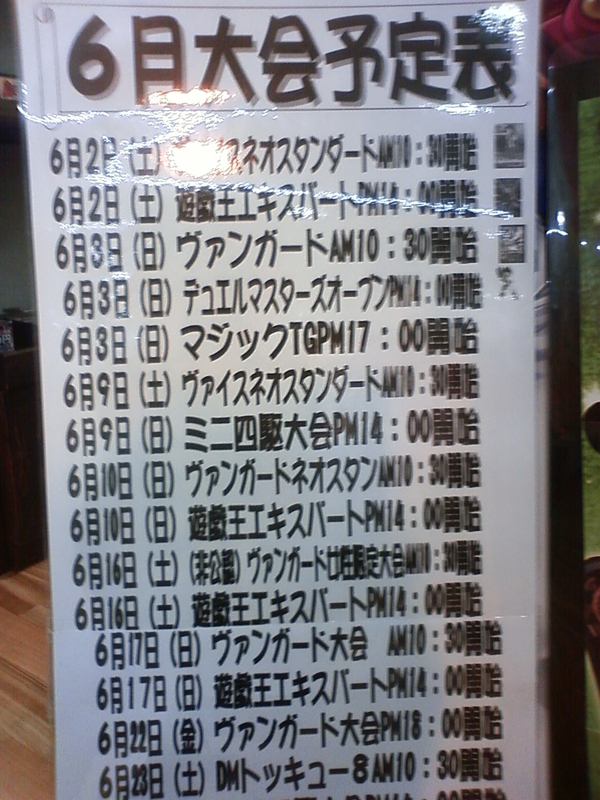 6月大会予定表
6月2日(土) ヴァイスネオスタンダードAM10:30開始
6月2日(土) 遊戯王エキスパートPM14:00開始
6月3日(日) ヴァンガードAM10:30開始
6月3日(日) デュエルマスターズオープンPM14:00開始
6月3日(日) マジックTGPM17:00開始
6月9日(土) ヴァイスネオスタンダードAM10:30開始
6月9日(日) ミニ四駆大会PM14:00開始
6月10日(日) ヴァンガードネオスタンAM10:30開始
6月10日(日) 遊戯王エキスパートPM14:00開始
6月16日(土) (非公認) ヴァンガード女性限定大会AM10:30開始
6月16日(土) 遊戯王エキスパートPM14:00開始
6月17日(日) ヴァンガード大会 AM10:30開始
6月17日(日) 遊戯王エキスパートPM14:00開始
6月22日(金) ヴァンガード大会PM18:00開始
6月23日(土) DMトッキュー8AM10:30開始